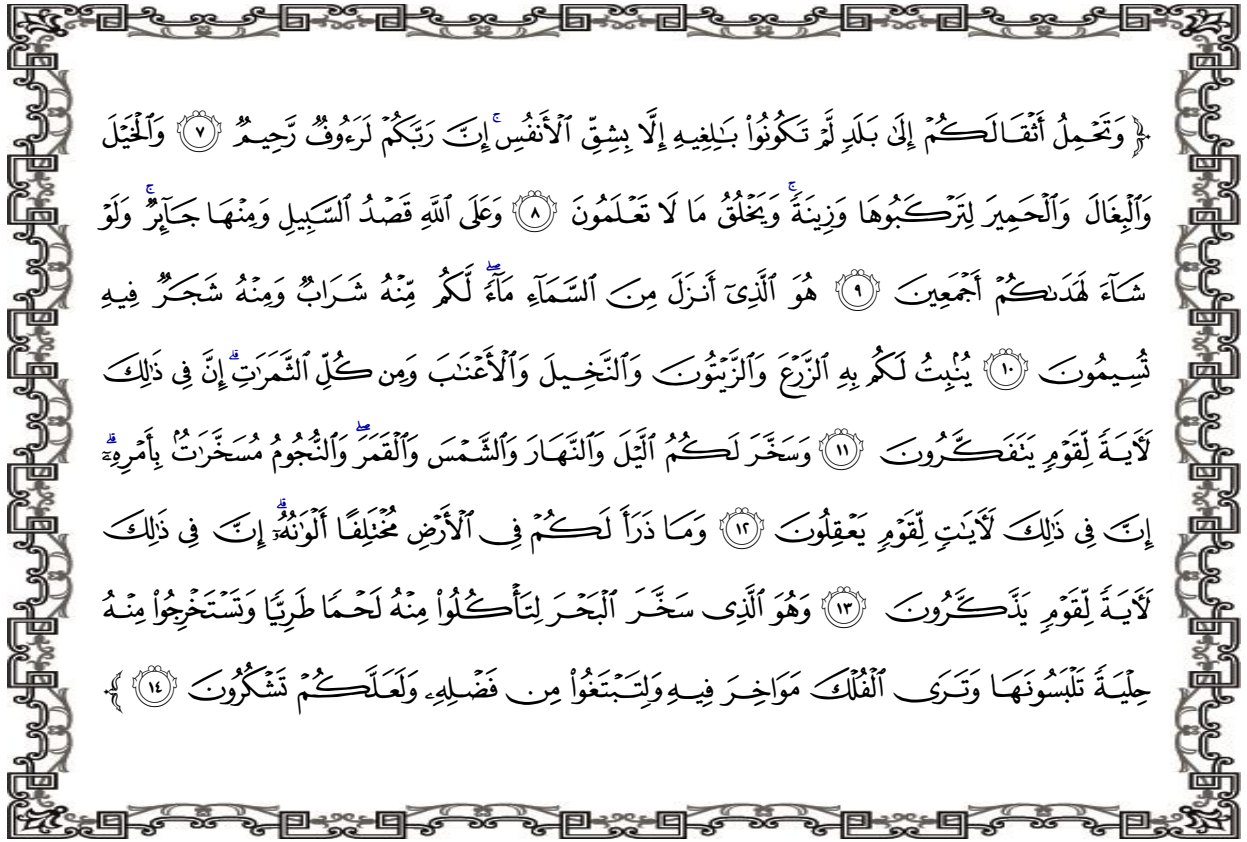 ﴿ وَتَحْمِلُ أَثْقَالَكُمْ إِلَىٰ بَلَدٍ لَّمْ تَكُونُوا۟ بَـٰلِغِيهِ إِلَّا بِشِقِّ ٱلْأَنفُسِ ۚ إِنَّ رَبَّكُمْ لَرَءُوفٌ رَّحِيمٌ ﴿٧﴾ وَٱلْخَيْلَ
وَٱلْبِغَالَ وَٱلْحَمِيرَ لِتَرْكَبُوهَا وَزِينَةً ۚ وَيَخْلُقُ مَا لَا تَعْلَمُونَ ﴿٨﴾ وَعَلَى ٱللَّهِ قَصْدُ ٱلسَّبِيلِ وَمِنْهَا جَآئِرٌ ۚ وَلَوْ
شَآءَ لَهَدَىٰكُمْ أَجْمَعِينَ ﴿٩﴾ هُوَ ٱلَّذِىٓ أَنزَلَ مِنَ ٱلسَّمَآءِ مَآءً ۖ لَّكُم مِّنْهُ شَرَابٌ وَمِنْهُ شَجَرٌ فِيهِ
تُسِيمُونَ ﴿١٠﴾ يُنۢبِتُ لَكُم بِهِ ٱلزَّرْعَ وَٱلزَّيْتُونَ وَٱلنَّخِيلَ وَٱلْأَعْنَـٰبَ وَمِن كُلِّ ٱلثَّمَرَٰتِ ۗ إِنَّ فِى ذَٰلِكَ
لَـَٔايَةً لِّقَوْمٍ يَتَفَكَّرُونَ ﴿١١﴾ وَسَخَّرَ لَكُمُ ٱلَّيْلَ وَٱلنَّهَارَ وَٱلشَّمْسَ وَٱلْقَمَرَ ۖ وَٱلنُّجُومُ مُسَخَّرَٰتٌۢ بِأَمْرِهِۦٓ ۗ
إِنَّ فِى ذَٰلِكَ لَـَٔايَـٰتٍ لِّقَوْمٍ يَعْقِلُونَ ﴿١٢﴾ وَمَا ذَرَأَ لَكُمْ فِى ٱلْأَرْضِ مُخْتَلِفًا أَلْوَٰنُهُۥٓ ۗ إِنَّ فِى ذَٰلِكَ
لَـَٔايَةً لِّقَوْمٍ يَذَّكَّرُونَ ﴿١٣﴾ وَهُوَ ٱلَّذِى سَخَّرَ ٱلْبَحْرَ لِتَأْكُلُوا۟ مِنْهُ لَحْمًا طَرِيًّا وَتَسْتَخْرِجُوا۟ مِنْهُ
حِلْيَةً تَلْبَسُونَهَا وَتَرَى ٱلْفُلْكَ مَوَاخِرَ فِيهِ وَلِتَبْتَغُوا۟ مِن فَضْلِهِۦ وَلَعَلَّكُمْ تَشْكُرُونَ ﴿١٤﴾ ﴾